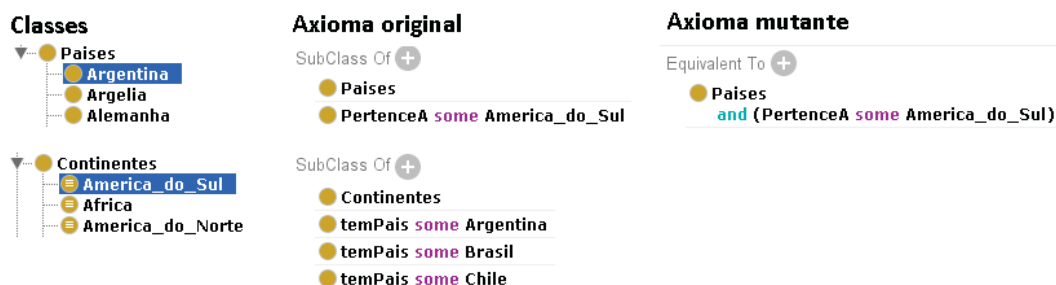 Classes
Paises
Argentina
Argelia
Alemanha
Continentes
America_do_Sul
Africa
America_do_Norte
Axioma original
SubClass Of
Paises
PertenceA some America_do_Sul
SubClass Of
Continentes
temPais some Argentina
temPais some Brasil
temPais some Chile
Axioma mutante
Equivalent To
Paises
and (PertenceA some America_do_Sul)